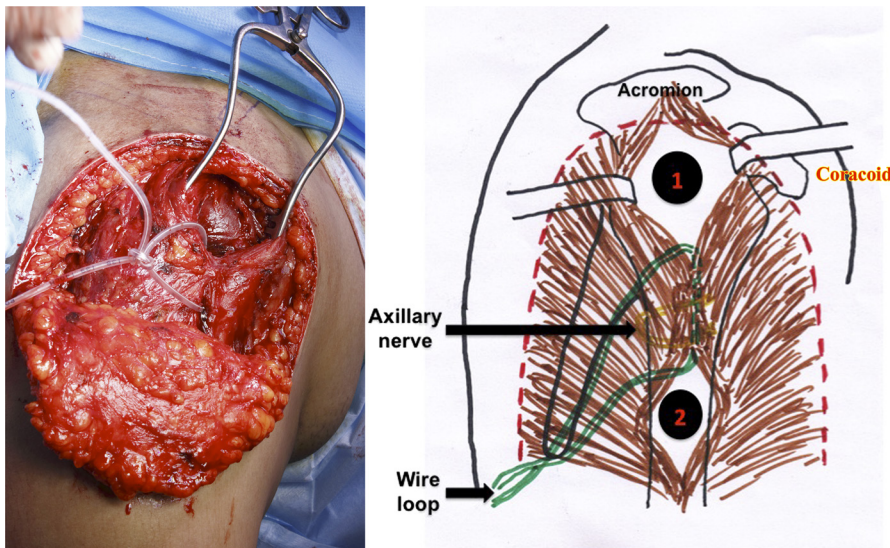 Acromion
1
Coracoid
Axillary
nerve
2
Wire
loop